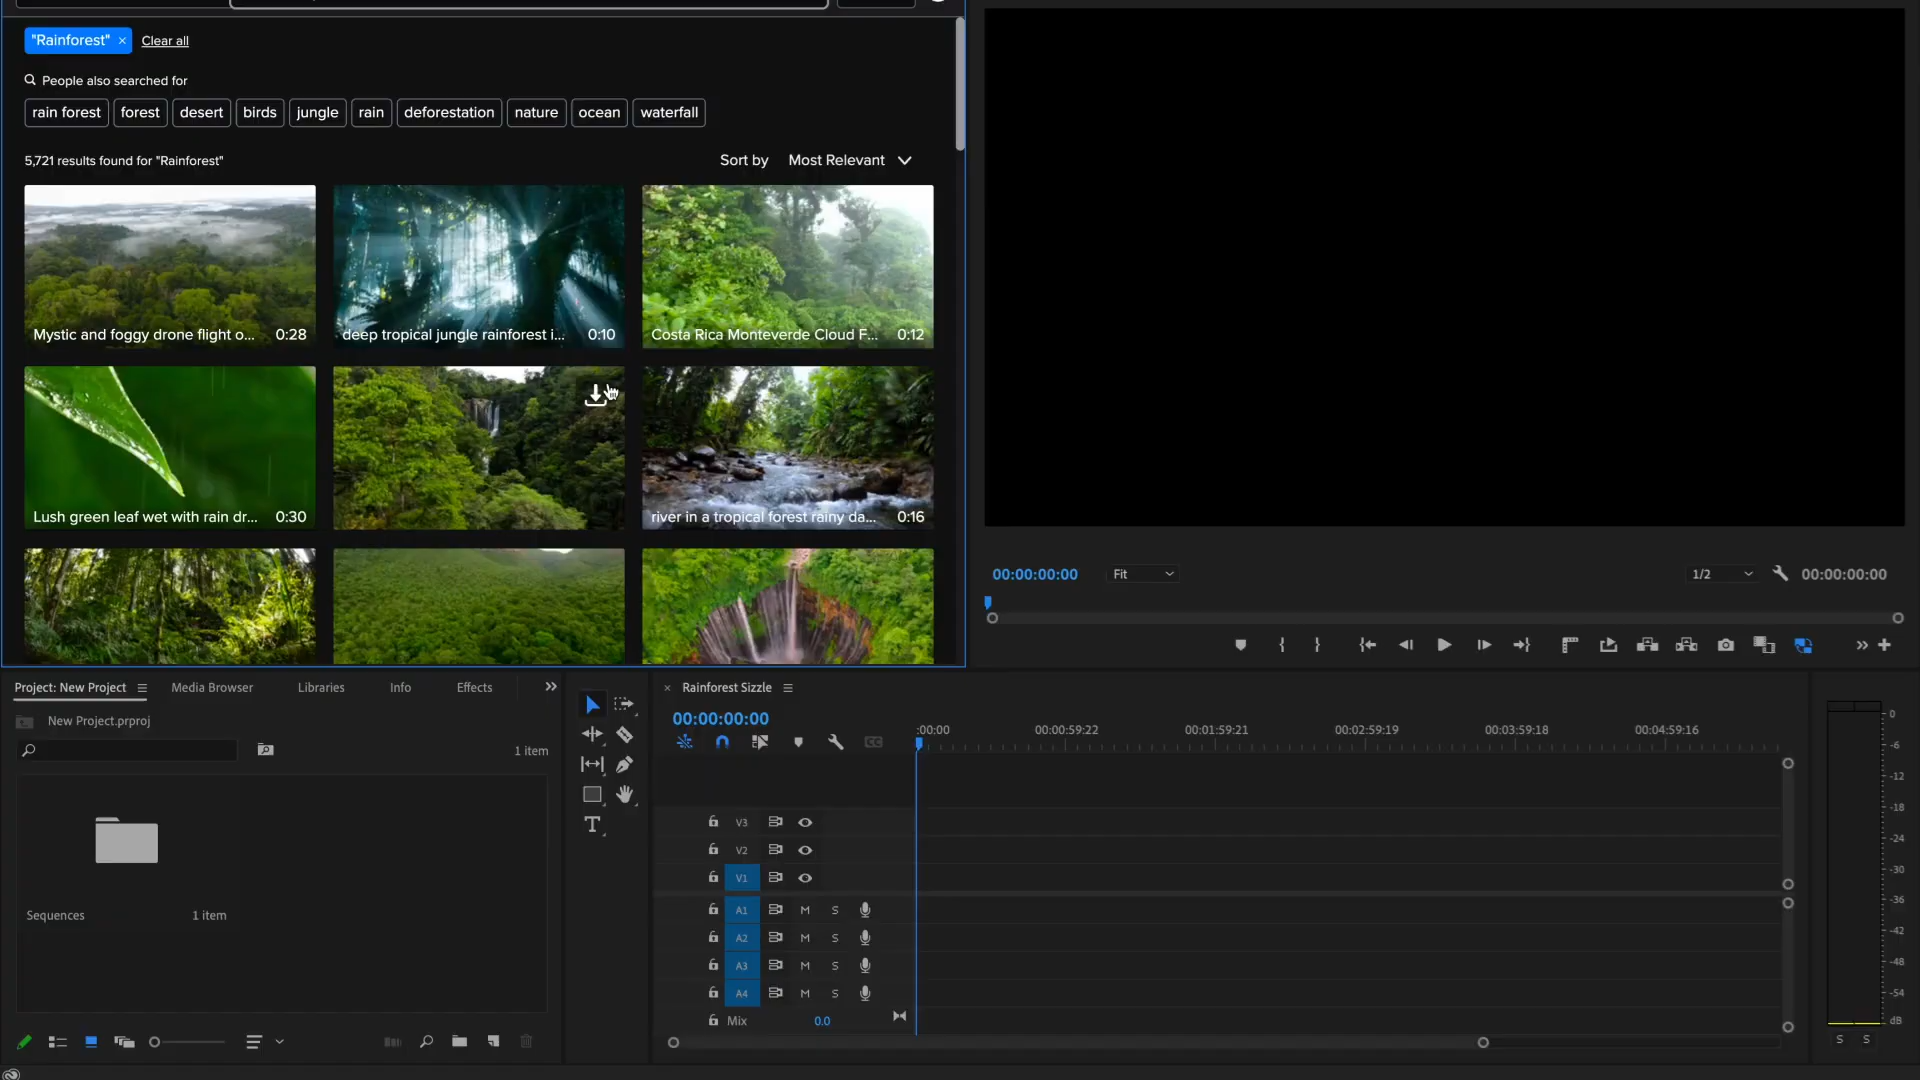 "Rainforest" × Clear all
People also searched for
rain forest forest desert birds jungle rain deforestation nature ocean waterfall
5,721 results found for "Rainforest" Sort by Most Relevant
Mystic and foggy drone flight o... 0:28
deep tropical jungle rainforest i... 0:10
Costa Rica Monteverde Cloud F... 0:12
Lush green leaf wet with rain dr... 0:30
river in a tropical forest rainy da... 0:16
00:00:00:00 Fit 1/2 00:00:00:00
Project: New Project Media Browser Libraries Info Effects
New Project.prproj
1 item
Sequences 1 item
× Rainforest Sizzle
00:00:00:00
:00:00 00:00:59:22 00:01:59:21 00:02:59:19 00:03:59:18 00:04:59:16
V3
V2
V1
A1 M S
A2 M S
A3 M S
A4 M S
Mix 0.0
0
-6
-12
-18
-24
-30
-36
-42
-48
-54
dB
S S